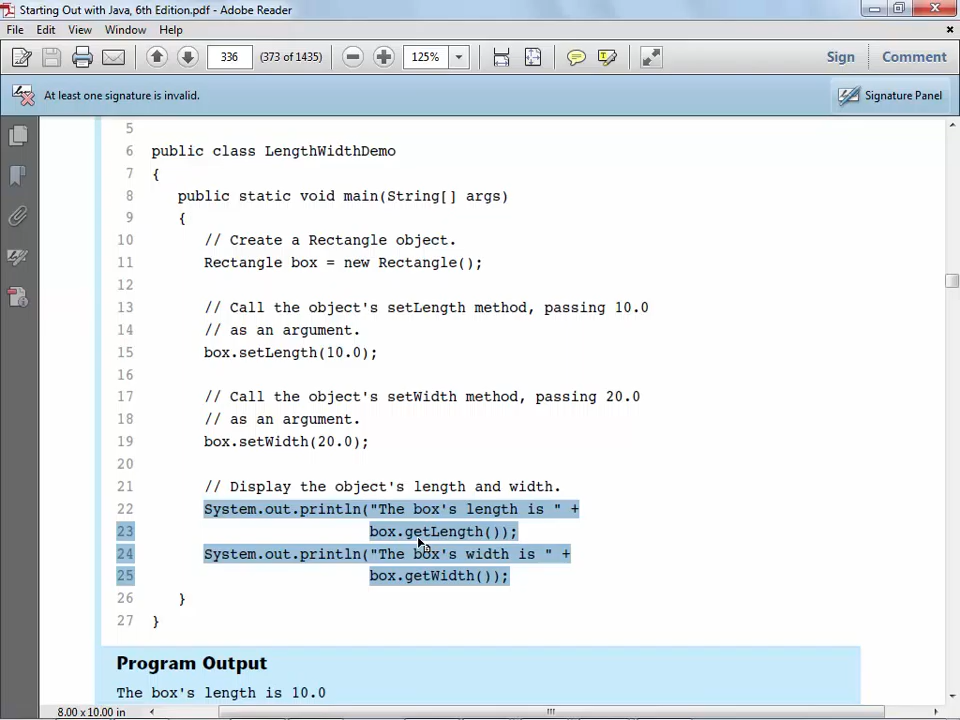 Starting Out with Java, 6th Edition.pdf - Adobe Reader
File Edit View Window Help
336 (373 of 1435) 125% Sign Comment
At least one signature is invalid. Signature Panel
5
6 public class LengthWidthDemo
7 {
8 public static void main(String[] args)
9 {
10 // Create a Rectangle object.
11 Rectangle box = new Rectangle();
12
13 // Call the object's setLength method, passing 10.0
14 // as an argument.
15 box.setLength(10.0);
16
17 // Call the object's setWidth method, passing 20.0
18 // as an argument.
19 box.setWidth(20.0);
20
21 // Display the object's length and width.
22 System.out.println("The box's length is " +
23 box.getLength());
24 System.out.println("The box's width is " +
25 box.getWidth());
26 }
27 }
Program Output
The box's length is 10.0
8.00 x 10.00 in